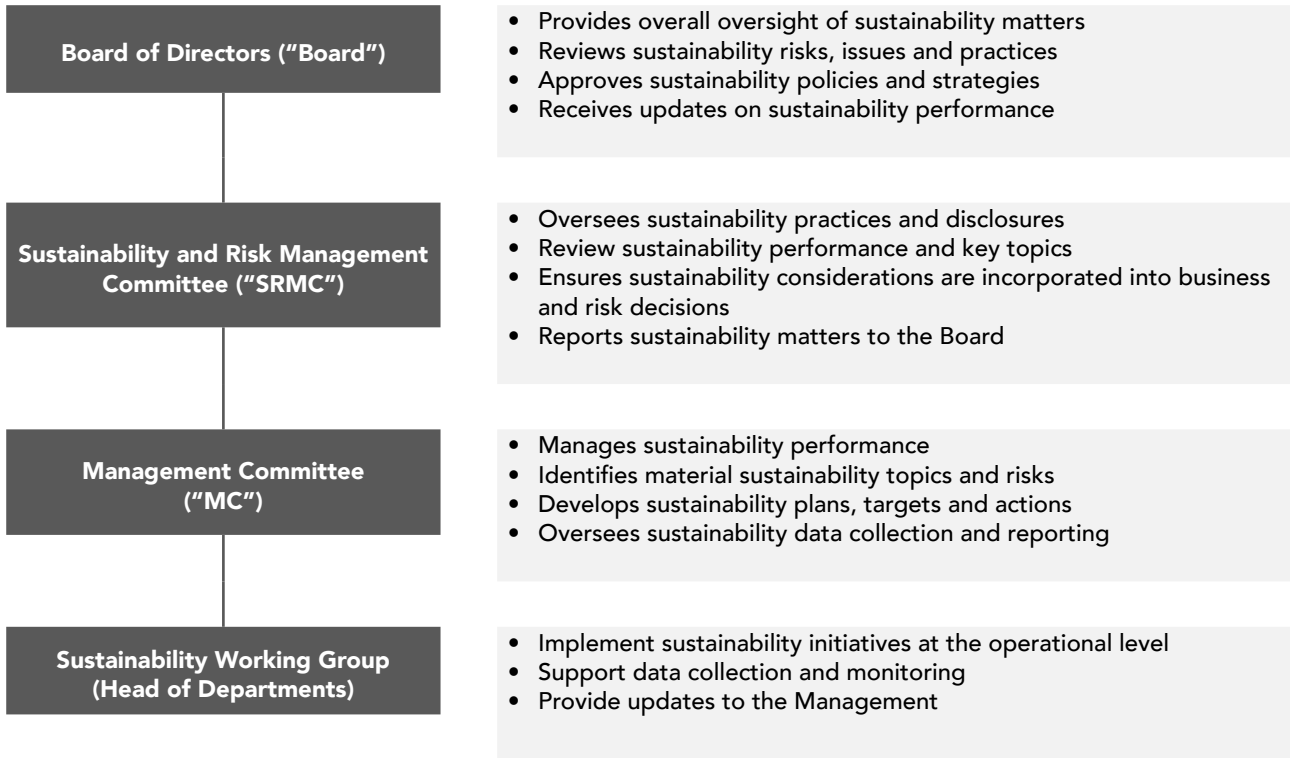 Board of Directors (“Board”)
• Provides overall oversight of sustainability matters
• Reviews sustainability risks, issues and practices
• Approves sustainability policies and strategies
• Receives updates on sustainability performance
Sustainability and Risk Management
Committee (“SRMC”)
• Oversees sustainability practices and disclosures
• Review sustainability performance and key topics
• Ensures sustainability considerations are incorporated into business
and risk decisions
• Reports sustainability matters to the Board
Management Committee
(“MC”)
• Manages sustainability performance
• Identifies material sustainability topics and risks
• Develops sustainability plans, targets and actions
• Oversees sustainability data collection and reporting
Sustainability Working Group
(Head of Departments)
• Implement sustainability initiatives at the operational level
• Support data collection and monitoring
• Provide updates to the Management